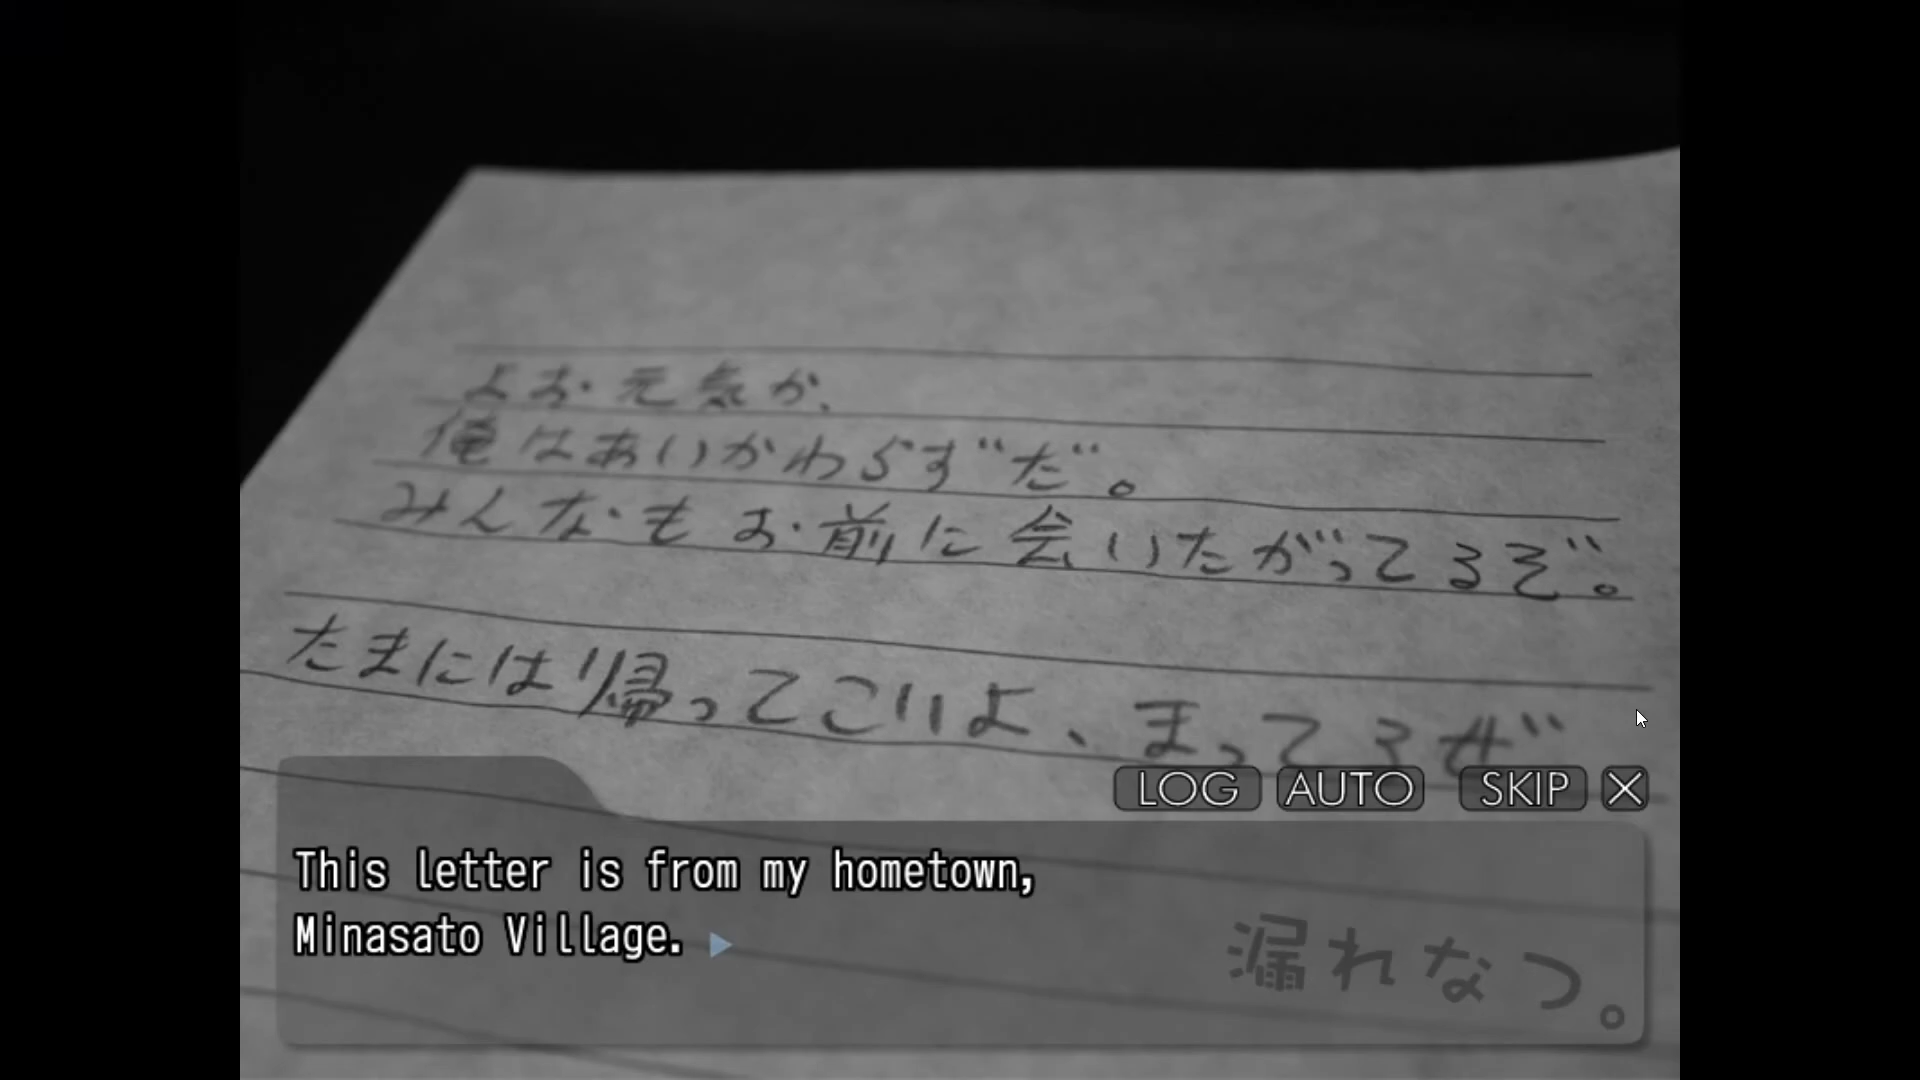 よお元気か、
俺はあいかわらずだ。
みんなもお前に会いたがってるぞ。
たまには帰ってこいよ、まってるぜ
LOG AUTO SKIP X
This letter is from my hometown,
Minasato Village.
漏れなつ。